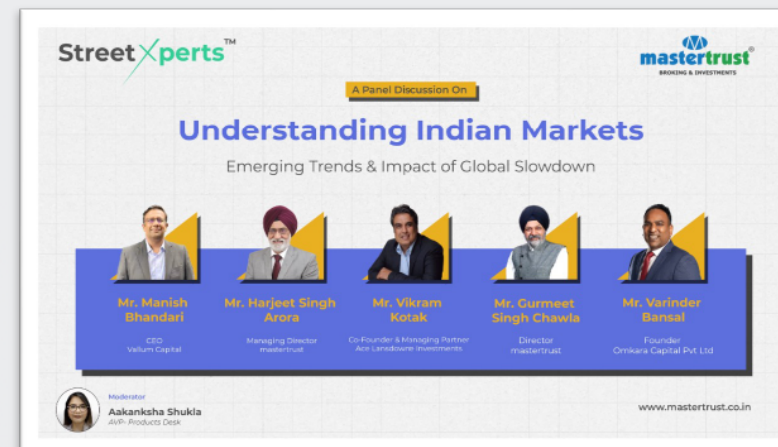 StreetXperts™
mastertrust®
BROKING & INVESTMENTS
A Panel Discussion On
Understanding Indian Markets
Emerging Trends & Impact of Global Slowdown
Mr. Manish
Bhandari
CEO
Vallum Capital
Mr. Harjeet Singh
Arora
Managing Director
mastertrust
Mr. Vikram
Kotak
Co-Founder & Managing Partner
Ace Lansdowne Investments
Mr. Gurmeet
Singh Chawla
Director
mastertrust
Mr. Varinder
Bansal
Founder
Omkara Capital Pvt Ltd
Moderator
Aakanksha Shukla
AVP- Products Desk
www.mastertrust.co.in